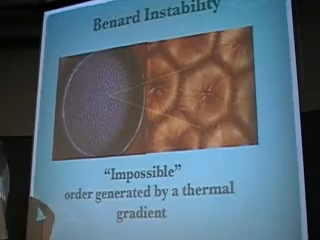 Benard Instability
“Impossible”
order generated by a thermal
gradient